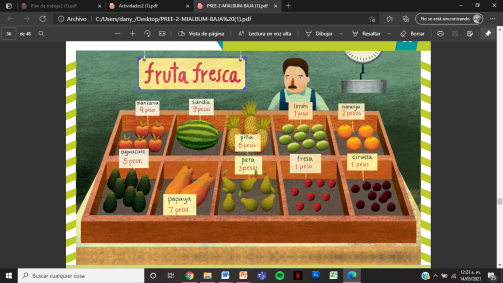 Plan de trabajo2 (1).pdf
Actividades2 (1).pdf
PREE-2-MIALBUM-BAJA (1).pdf
Archivo
C:/Users/dany_/Desktop/PREE-2-MIALBUM-BAJA%20(1).pdf
No se está sincronizando
36
de 48
Vista de página
Lectura en voz alta
Dibujar
Resaltar
Borrar
fruta fresca
manzana
4 pesos
sandía
9 pesos
piña
6 pesos
limón
1 peso
naranja
2 pesos
aguacate
5 pesos
papaya
7 pesos
pera
3 pesos
fresa
1 peso
ciruela
1 peso
Buscar cualquier cosa
12:23 a. m.
14/05/2021